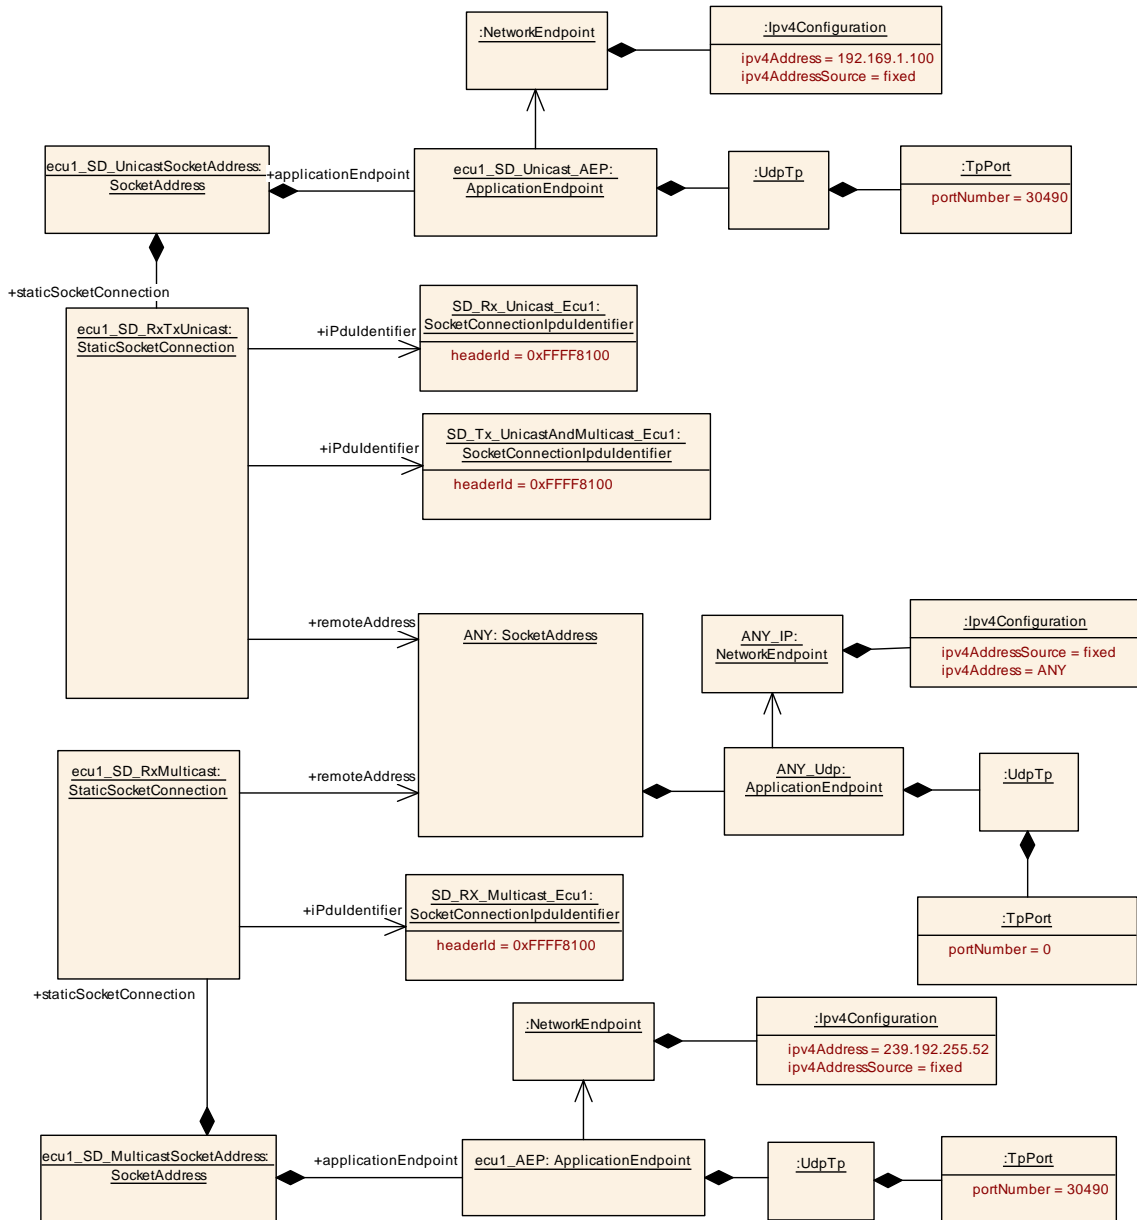 :NetworkEndpoint
:Ipv4Configuration
ipv4Address = 192.169.1.100
ipv4AddressSource = fixed
ecu1_SD_UnicastSocketAddress:
SocketAddress
+applicationEndpoint
ecu1_SD_Unicast_AEP:
ApplicationEndpoint
:UdpTp
:TpPort
portNumber = 30490
+staticSocketConnection
ecu1_SD_RxTxUnicast:
StaticSocketConnection
+iPduIdentifier
SD_Rx_Unicast_Ecu1:
SocketConnectionIpduIdentifier
headerId = 0xFFFF8100
+iPduIdentifier
SD_Tx_UnicastAndMulticast_Ecu1:
SocketConnectionIpduIdentifier
headerId = 0xFFFF8100
+remoteAddress
ANY: SocketAddress
ANY_IP:
NetworkEndpoint
:Ipv4Configuration
ipv4AddressSource = fixed
ipv4Address = ANY
ecu1_SD_RxMulticast:
StaticSocketConnection
+remoteAddress
ANY_Udp:
ApplicationEndpoint
:UdpTp
+iPduIdentifier
SD_RX_Multicast_Ecu1:
SocketConnectionIpduIdentifier
headerId = 0xFFFF8100
:TpPort
portNumber = 0
+staticSocketConnection
:NetworkEndpoint
:Ipv4Configuration
ipv4Address = 239.192.255.52
ipv4AddressSource = fixed
ecu1_SD_MulticastSocketAddress:
SocketAddress
+applicationEndpoint
ecu1_AEP: ApplicationEndpoint
:UdpTp
:TpPort
portNumber = 30490